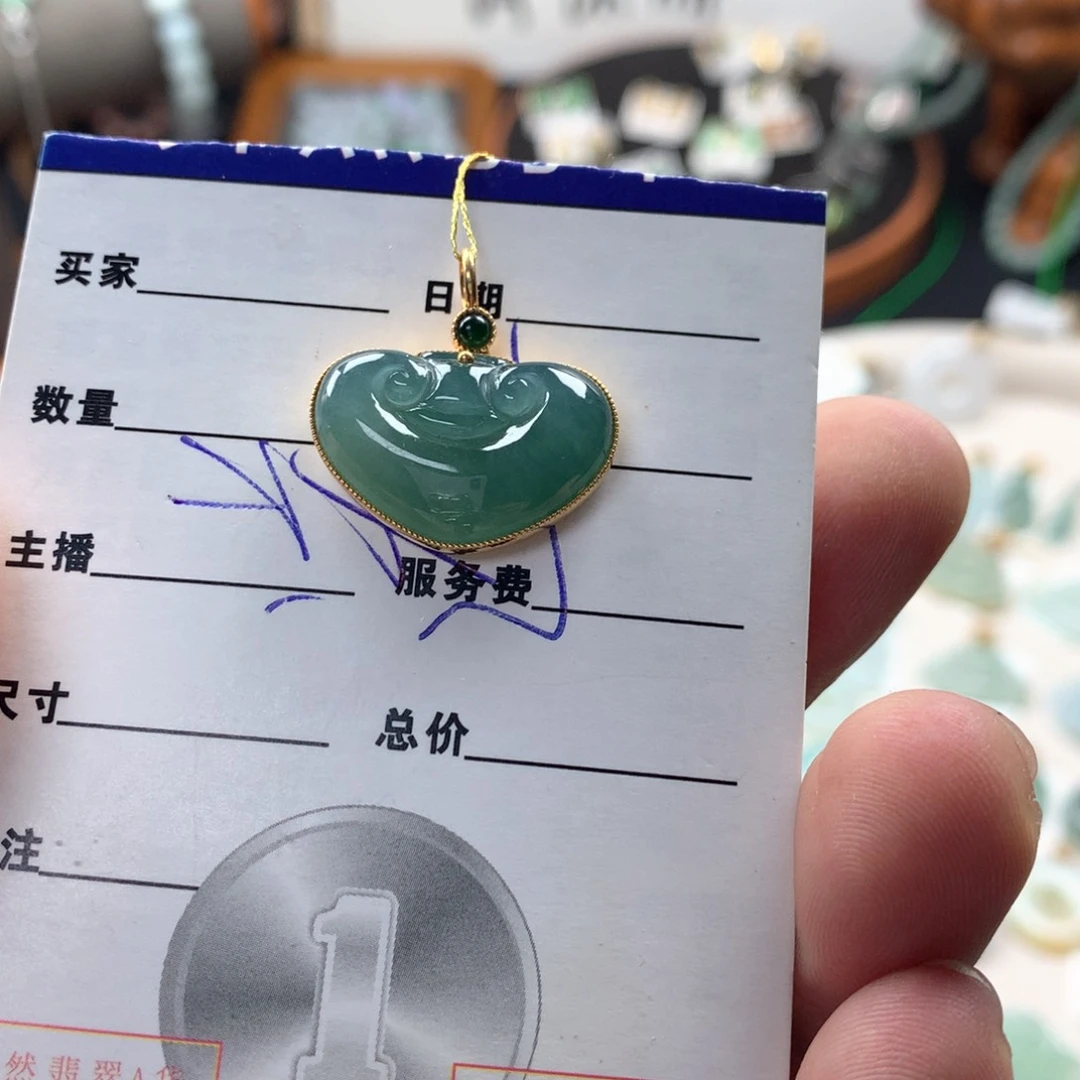 买家 日期
数量
主播 服务费
尺寸 总价
注
1
然翡翠A货